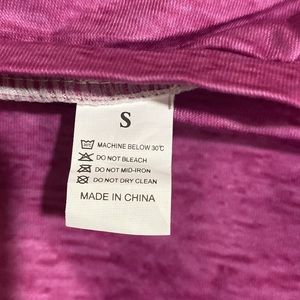 S
MACHINE BELOW 30℃
DO NOT BLEACH
DO NOT MID-IRON
DO NOT DRY CLEAN
MADE IN CHINA